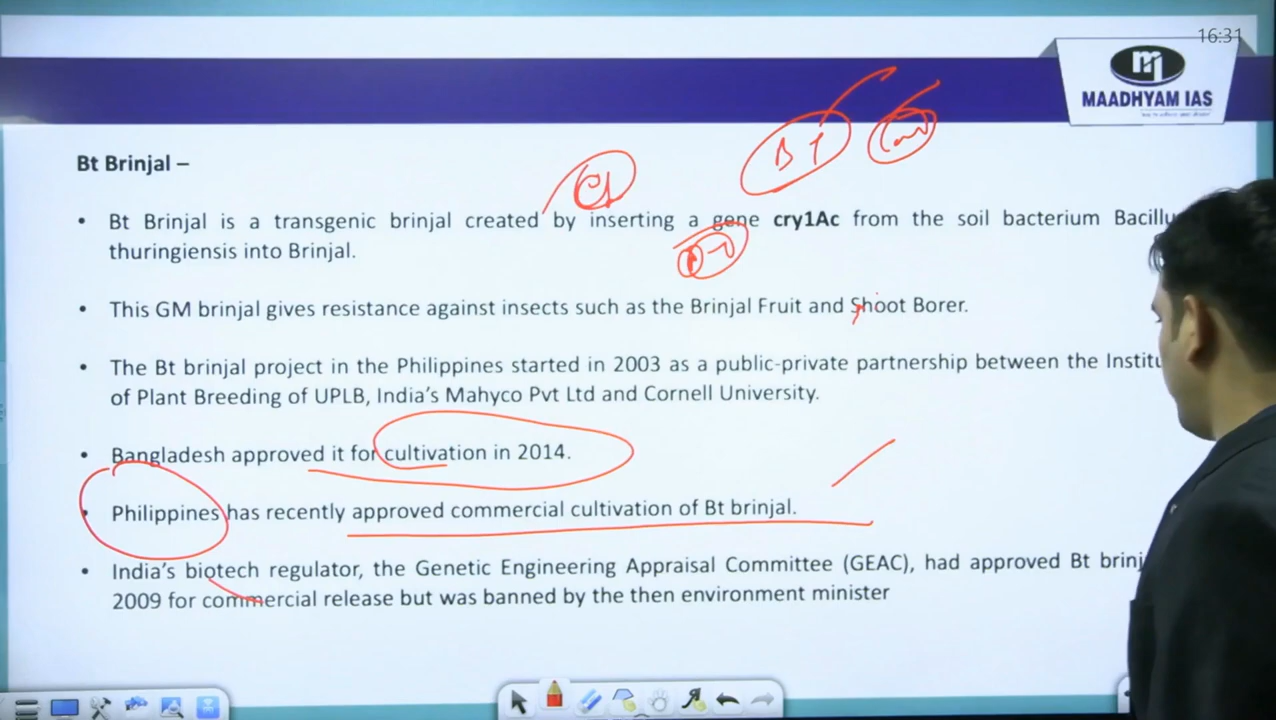 16:31
MAADHYAM IAS
Bt Brinjal –
• Bt Brinjal is a transgenic brinjal created by inserting a gene cry1Ac from the soil bacterium Bacillu
thuringiensis into Brinjal.
• This GM brinjal gives resistance against insects such as the Brinjal Fruit and Shoot Borer.
• The Bt brinjal project in the Philippines started in 2003 as a public-private partnership between the Institu
of Plant Breeding of UPLB, India's Mahyco Pvt Ltd and Cornell University.
• Bangladesh approved it for cultivation in 2014.
• Philippines has recently approved commercial cultivation of Bt brinjal.
• India's biotech regulator, the Genetic Engineering Appraisal Committee (GEAC), had approved Bt brinj
2009 for commercial release but was banned by the then environment minister